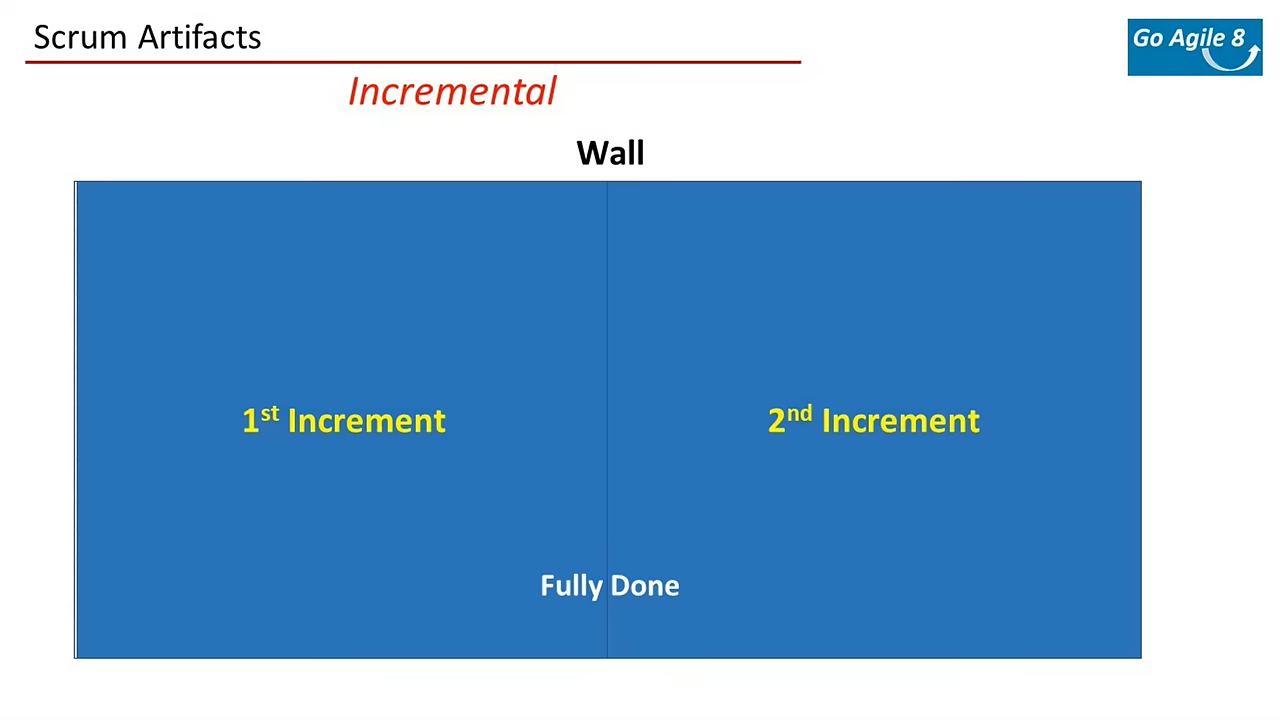 Scrum Artifacts
Go Agile 8
Incremental
Wall
1st Increment
2nd Increment
Fully Done